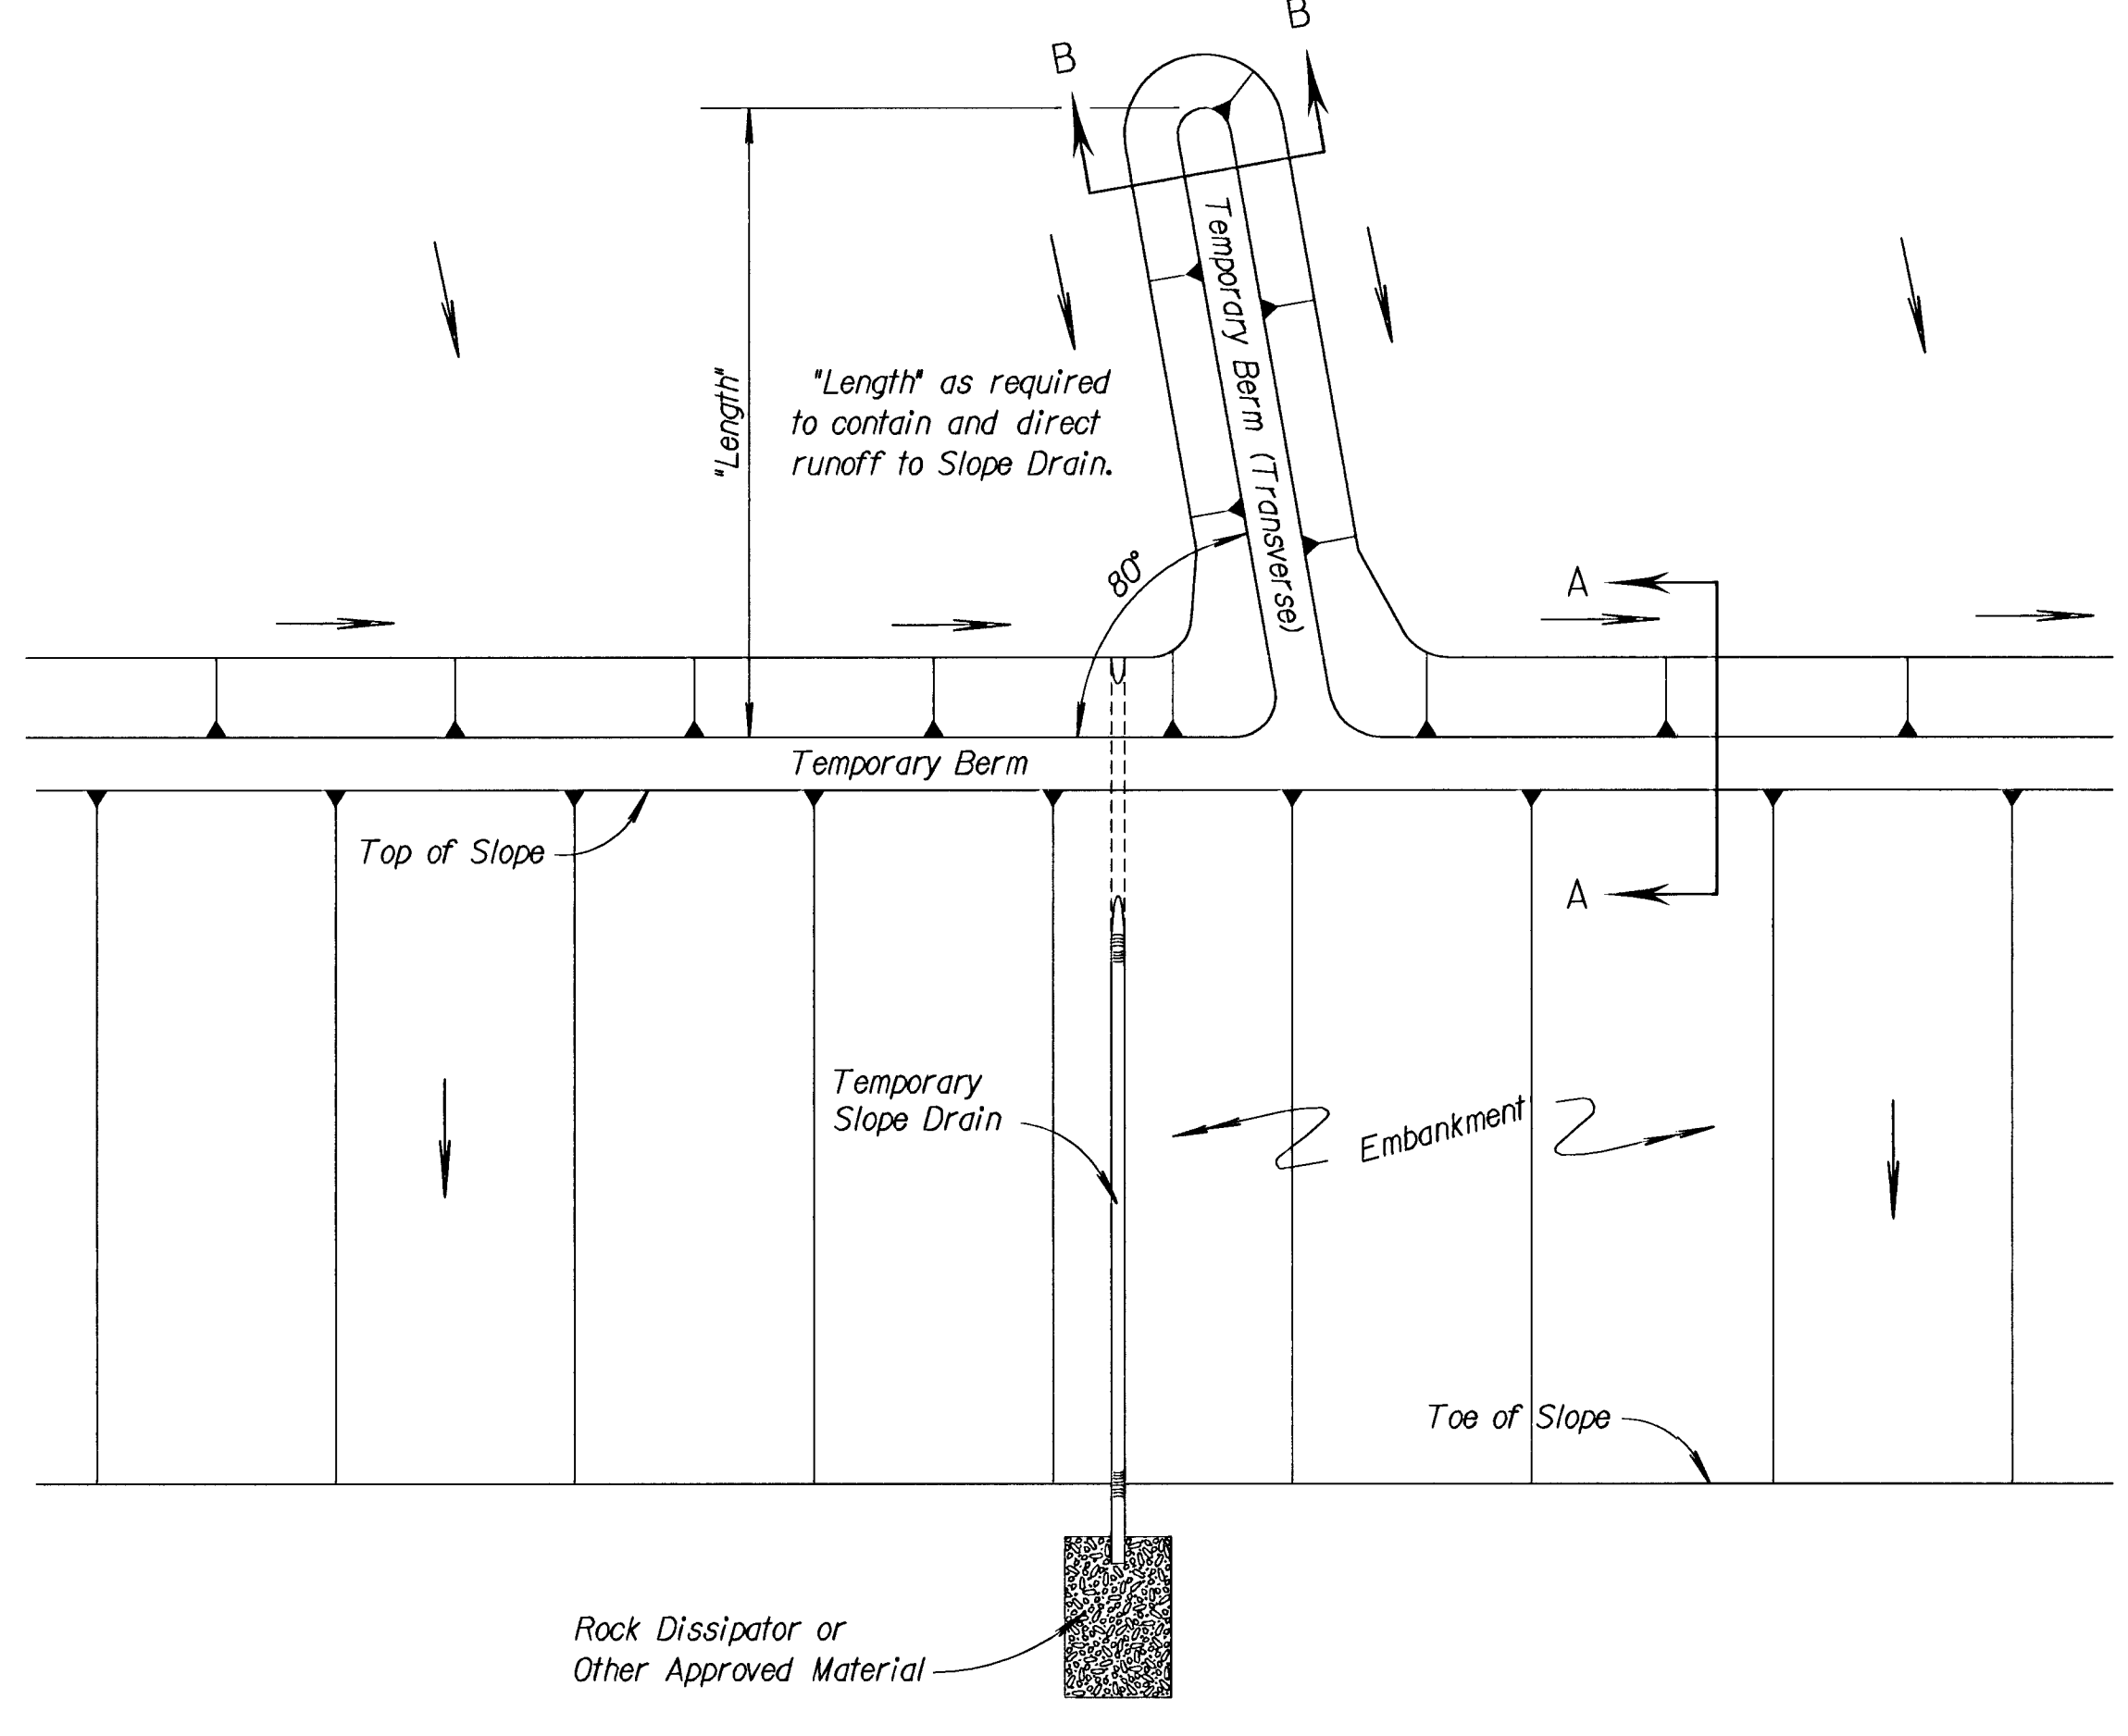 B
B
"Length"
"Length" as required
to contain and direct
runoff to Slope Drain.
Temporary Berm (Transverse)
80°
A
Temporary Berm
Top of Slope
A
Temporary
Slope Drain
Embankment
Toe of Slope
Rock Dissipator or
Other Approved Material